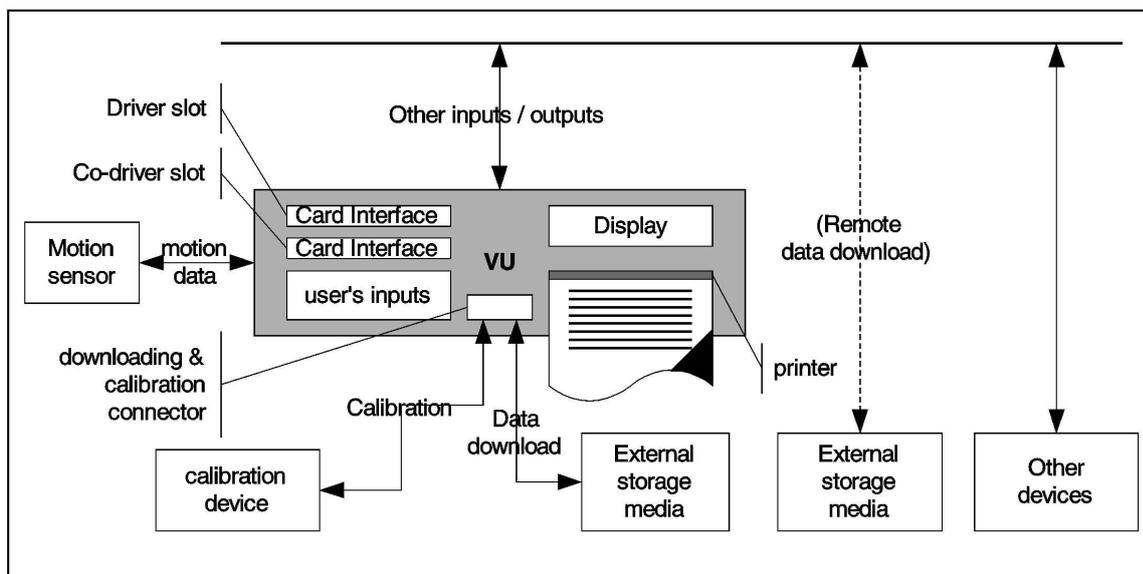 Driver slot
Other inputs / outputs
Co-driver slot
Card Interface
Card Interface
Display
(Remote
data download)
Motion
sensor
motion
data
VU
user's inputs
downloading &
calibration
connector
printer
Calibration
Data
download
calibration
device
External
storage
media
External
storage
media
Other
devices